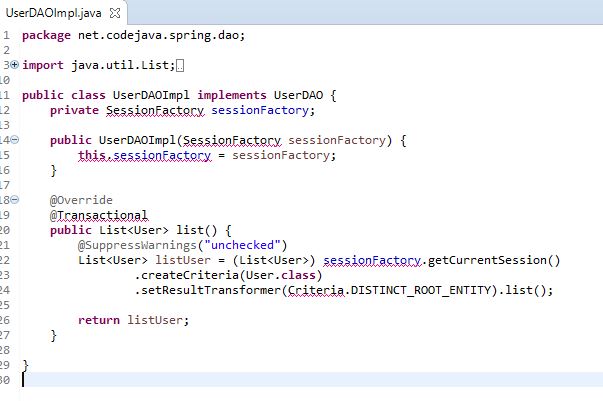 UserDAOImpl.java
1 package net.codejava.spring.dao;
2
3 import java.util.List;
10
11 public class UserDAOImpl implements UserDAO {
12 private SessionFactory sessionFactory;
13
14 public UserDAOImpl(SessionFactory sessionFactory) {
15 this.sessionFactory = sessionFactory;
16 }
17
18 @Override
19 @Transactional
20 public List<User> list() {
21 @SuppressWarnings("unchecked")
22 List<User> listUser = (List<User>) sessionFactory.getCurrentSession()
23 .createCriteria(User.class)
24 .setResultTransformer(Criteria.DISTINCT_ROOT_ENTITY).list();
25
26 return listUser;
27 }
28
29 }
30